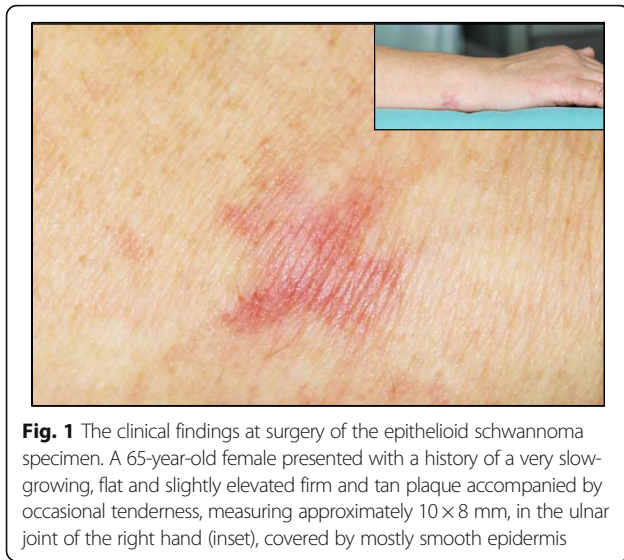 Fig. 1 The clinical findings at surgery of the epithelioid schwannoma
specimen. A 65-year-old female presented with a history of a very slow-
growing, flat and slightly elevated firm and tan plaque accompanied by
occasional tenderness, measuring approximately 10 × 8 mm, in the ulnar
joint of the right hand (inset), covered by mostly smooth epidermis